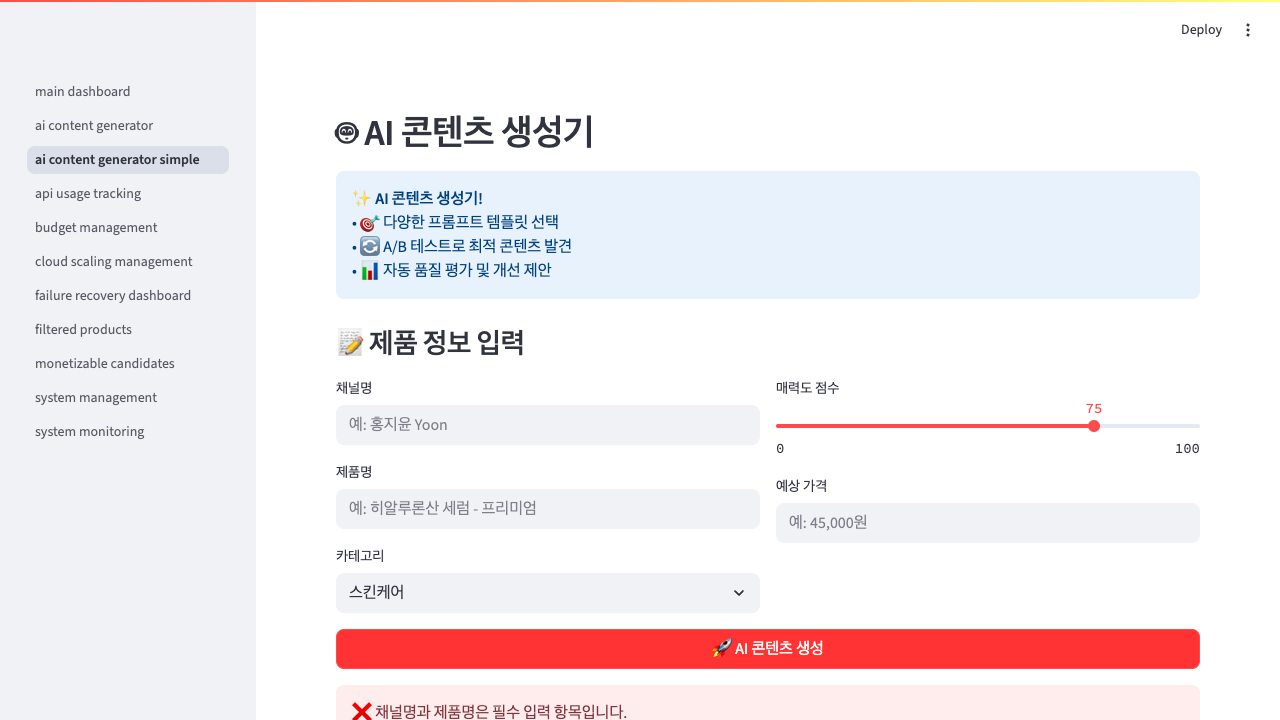 Deploy
main dashboard
ai content generator
ai content generator simple
api usage tracking
budget management
cloud scaling management
failure recovery dashboard
filtered products
monetizable candidates
system management
system monitoring
AI 콘텐츠 생성기
✨ AI 콘텐츠 생성기!
• 🎯 다양한 프롬프트 템플릿 선택
• 🔄 A/B 테스트로 최적 콘텐츠 발견
• 📊 자동 품질 평가 및 개선 제안
📝 제품 정보 입력
채널명
예: 홍지윤 Yoon
제품명
예: 히알루론산 세럼 - 프리미엄
카테고리
스킨케어
매력도 점수
75
0 100
예상 가격
예: 45,000원
🚀 AI 콘텐츠 생성
❌ 채널명과 제품명은 필수 입력 항목입니다.